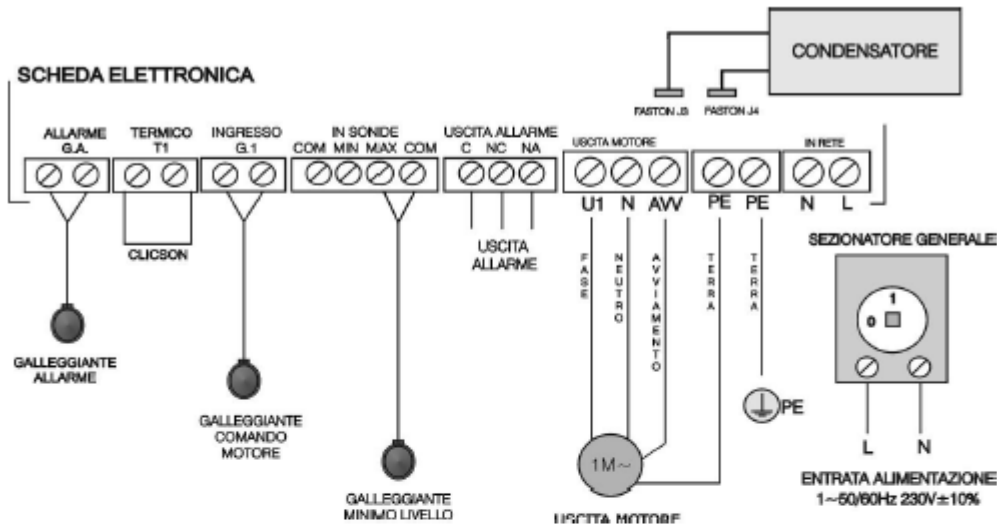 CONDENSATORE
SCHEDA ELETTRONICA
FASTON J3
FASTON J4
ALLARME
G.A.
TERMICO
T1
INGRESSO
G.1
IN SONDE
COM MIN MAX COM
USCITA ALLARME
C NC NA
USCITA MOTORE
IN RETE
U1 N AVV
PE PE
N L
CLICSON
USCITA
ALLARME
FASE
NEUTRO
AVVIAMENTO
TERRA
TERRA
SEZIONATORE GENERALE
1
0
GALLEGGIANTE
ALLARME
GALLEGGIANTE
COMANDO
MOTORE
GALLEGGIANTE
MINIMO LIVELLO
1M~
PE
L N
ENTRATA ALIMENTAZIONE
1~50/60Hz 230V±10%
USCITA MOTORE